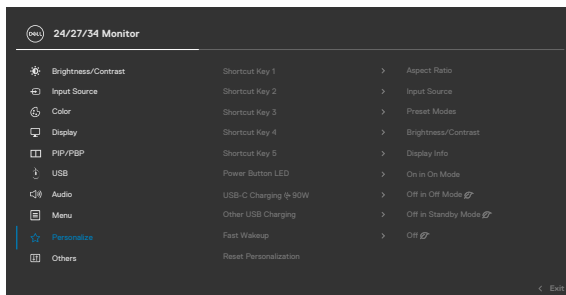 DELL 24/27/34 Monitor
Brightness/Contrast Shortcut Key 1 > Aspect Ratio
Input Source Shortcut Key 2 > Input Source
Color Shortcut Key 3 > Preset Modes
Display Shortcut Key 4 > Brightness/Contrast
PIP/PBP Shortcut Key 5 > Display Info
USB Power Button LED > On in On Mode
Audio USB-C Charging 90W > Off in Off Mode
Menu Other USB Charging > Off in Standby Mode
Personalize Fast Wakeup > Off
Others Reset Personalization
< Exit